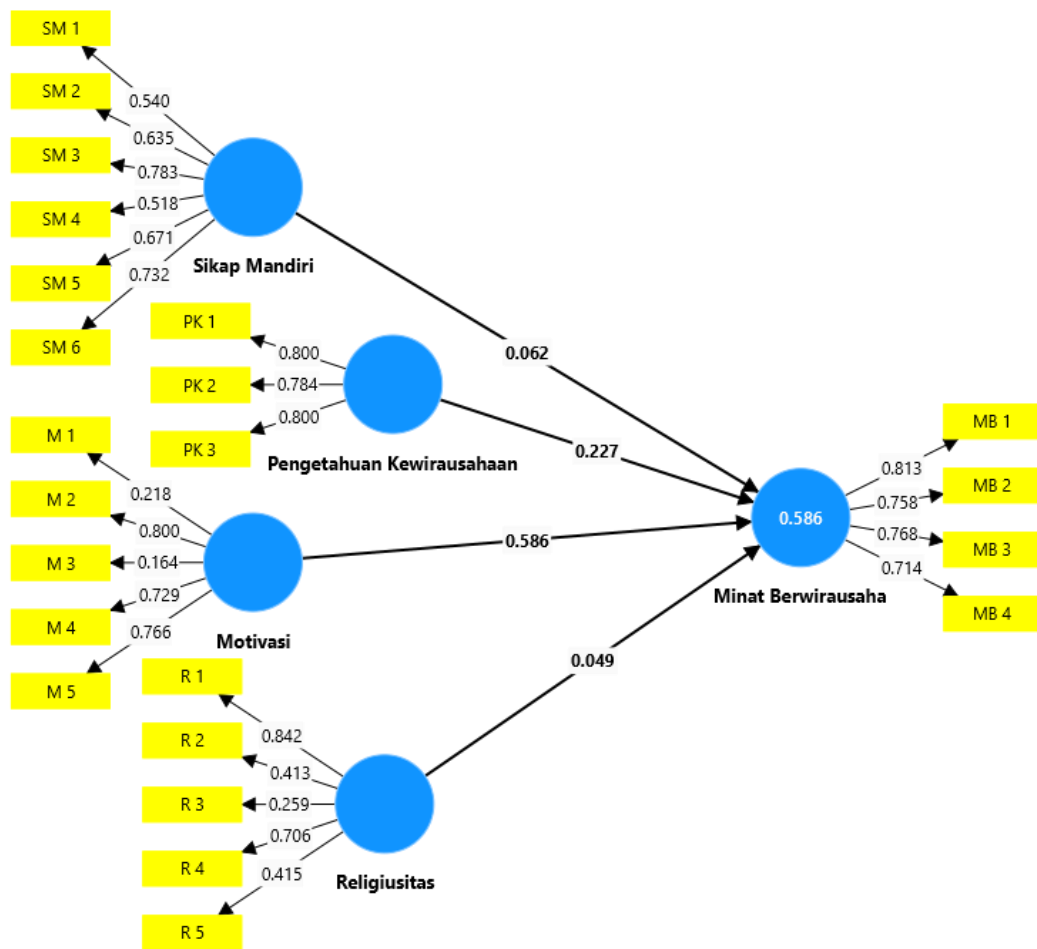 SM 1
SM 2
SM 3
SM 4
SM 5
SM 6
0.540
0.635
0.783
0.518
0.671
0.732
Sikap Mandiri
0.062
PK 1
PK 2
PK 3
0.800
0.784
0.800
Pengetahuan Kewirausahaan
0.227
M 1
M 2
M 3
M 4
M 5
0.218
0.800
0.164
0.729
0.766
Motivasi
0.586
R 1
R 2
R 3
R 4
R 5
0.842
0.413
0.259
0.706
0.415
Religiusitas
0.049
0.586
Minat Berwirausaha
0.813
0.758
0.768
0.714
MB 1
MB 2
MB 3
MB 4